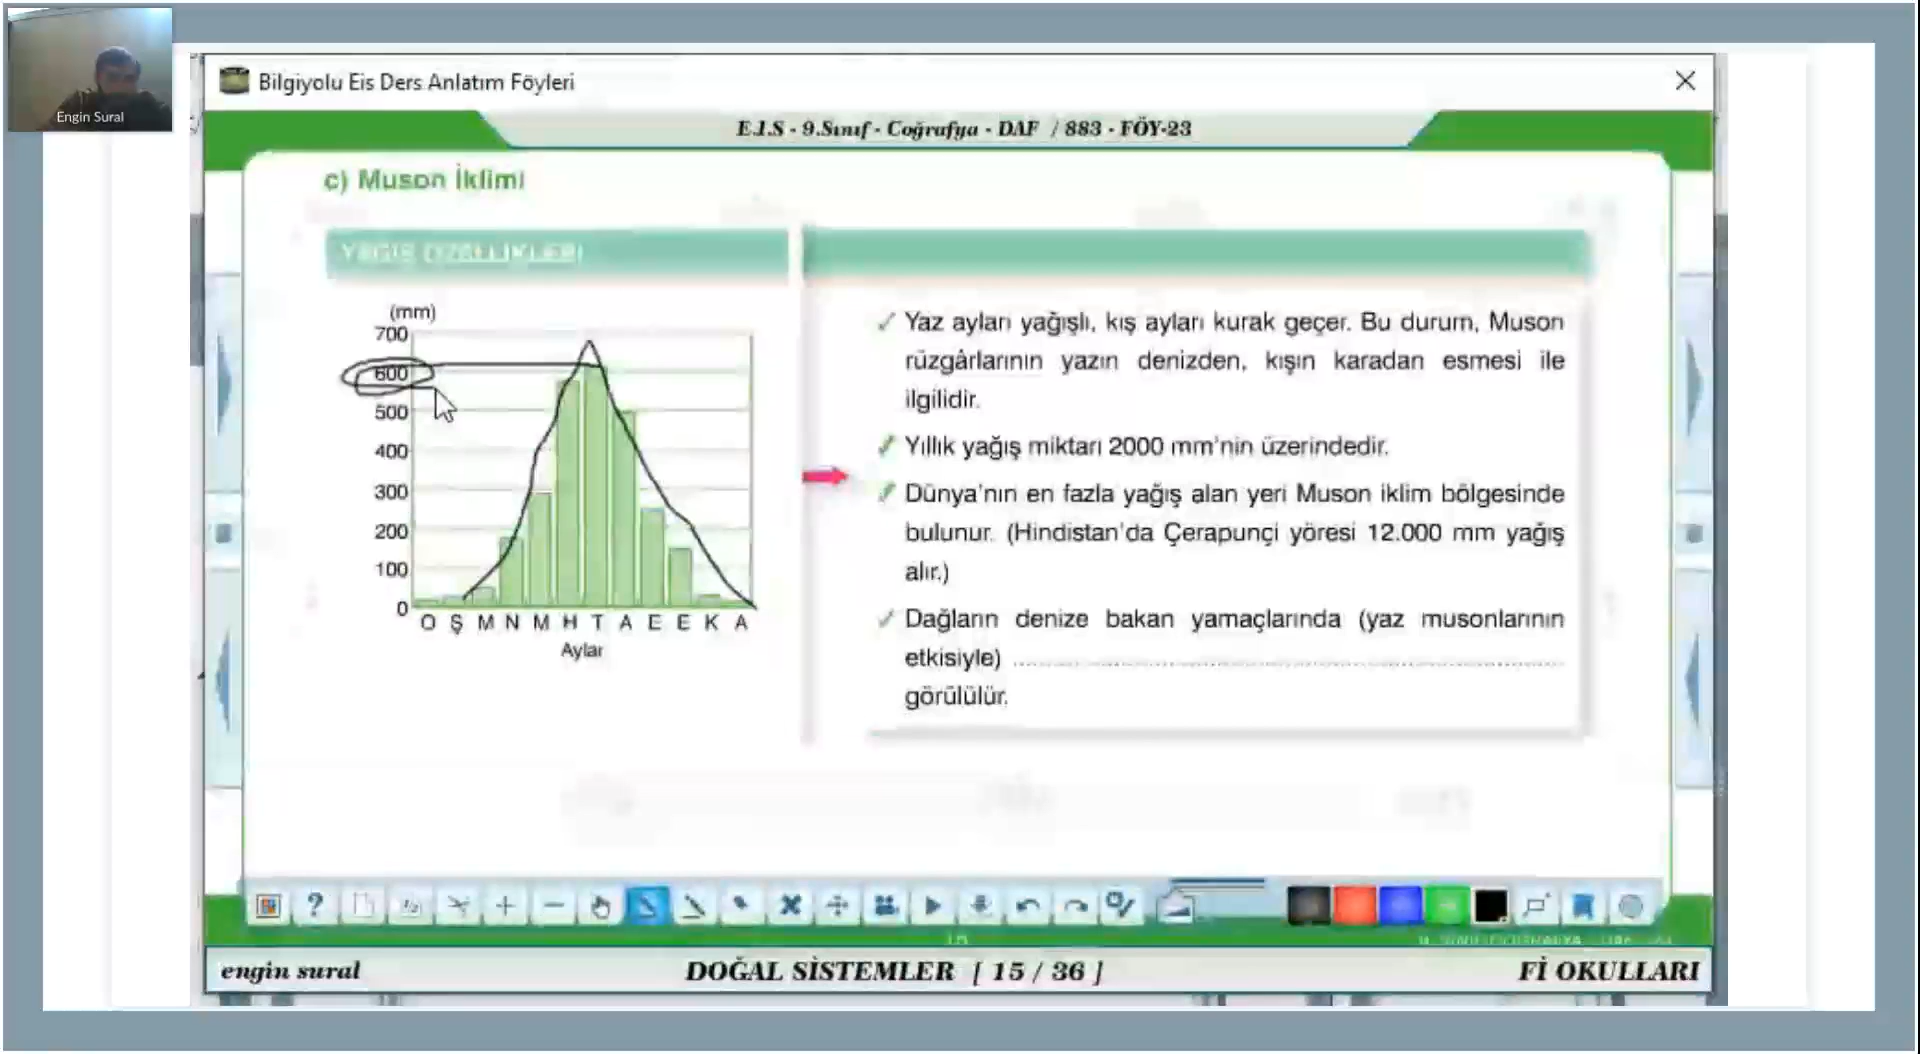 Engin Sural
Bilgiyolu Eis Ders Anlatım Föyleri
E.I.S - 9.Sınıf - Coğrafya - DAF / 883 - FÖY-23
c) Muson İklimi
YAĞIŞ ÖZELLİKLERİ
(mm)
700
600
500
400
300
200
100
0
O Ş M N M H T A E E K A
Aylar
✓ Yaz ayları yağışlı, kış ayları kurak geçer. Bu durum, Muson
rüzgârlarının yazın denizden, kışın karadan esmesi ile
ilgilidir.
✓ Yıllık yağış miktarı 2000 mm'nin üzerindedir.
✓ Dünya'nın en fazla yağış alan yeri Muson iklim bölgesinde
bulunur. (Hindistan'da Çerapunçi yöresi 12.000 mm yağış
alır.)
✓ Dağların denize bakan yamaçlarında (yaz musonlarının
etkisiyle) ........................................
görülülür.
engin sural
DOĞAL SİSTEMLER [ 15 / 36 ]
Fİ OKULLARI